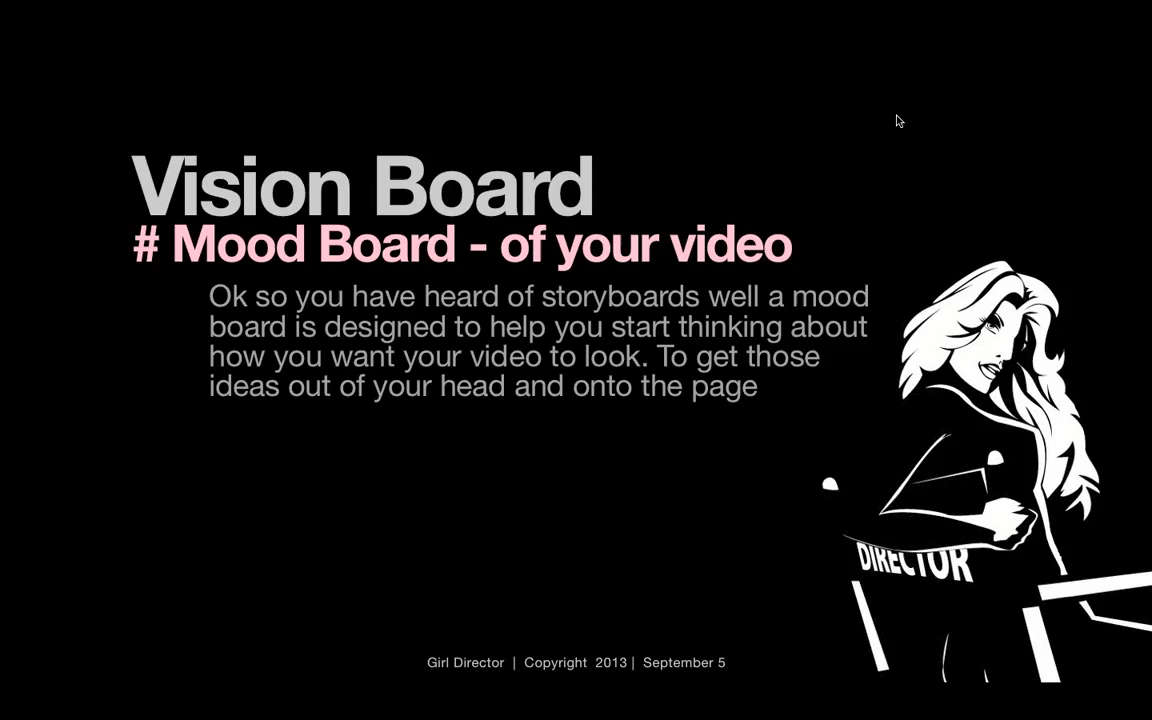 Vision Board
# Mood Board - of your video
Ok so you have heard of storyboards well a mood
board is designed to help you start thinking about
how you want your video to look. To get those
ideas out of your head and onto the page
DIRECTOR
Girl Director | Copyright 2013 | September 5